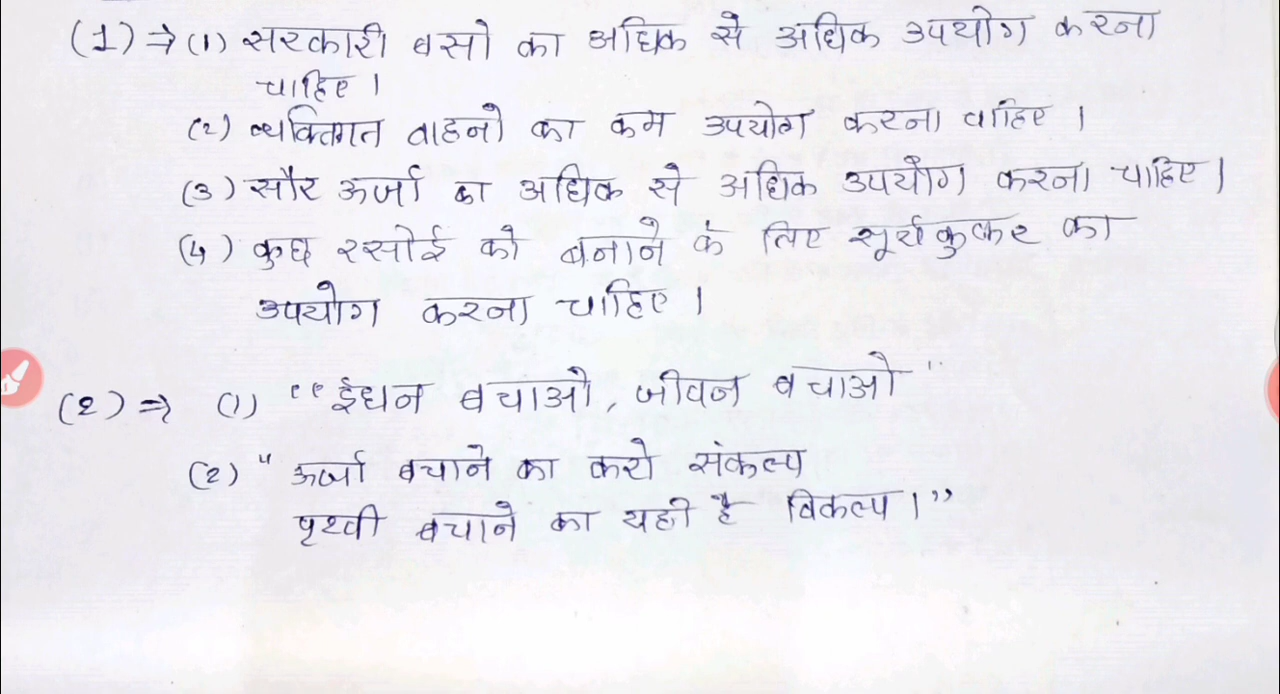 (1) ⇒ (1) सरकारी बसो का अधिक से अधिक उपयोग करना
चाहिए ।
(2) व्यक्तिगत वाहनो का कम उपयोग करना चाहिए ।
(3) सौर ऊर्जा का अधिक से अधिक उपयोग करना चाहिए ।
(4) कुछ रसोई को बनाने के लिए सूर्यकुकर का
उपयोग करना चाहिए ।
(2) ⇒ (1) “ईधन बचाओ, जीवन बचाओ"
(2) " ऊर्जा बचाने का करो संकल्प
पृथ्वी बचाने का यही है विकल्प ।”